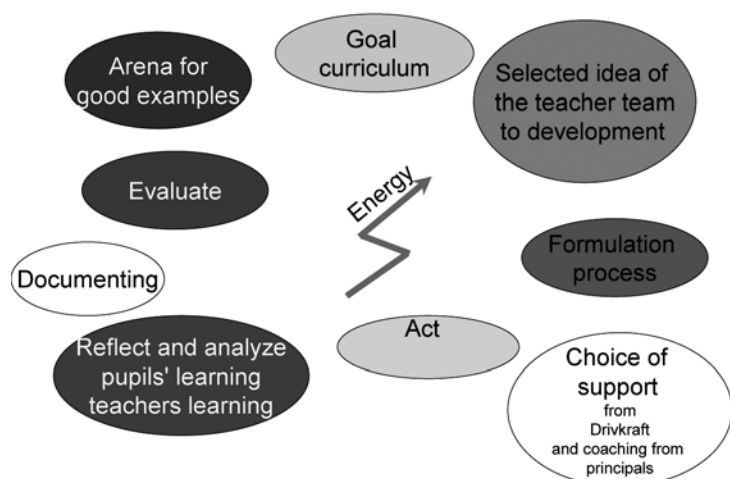 Goal
curriculum
Selected idea of
the teacher team
to development
Formulation
process
Choice of
support
from
Drivkraft
and coaching from
principals
Act
Reflect and analyze
pupils' learning
teachers learning
Documenting
Evaluate
Arena for
good examples
Energy